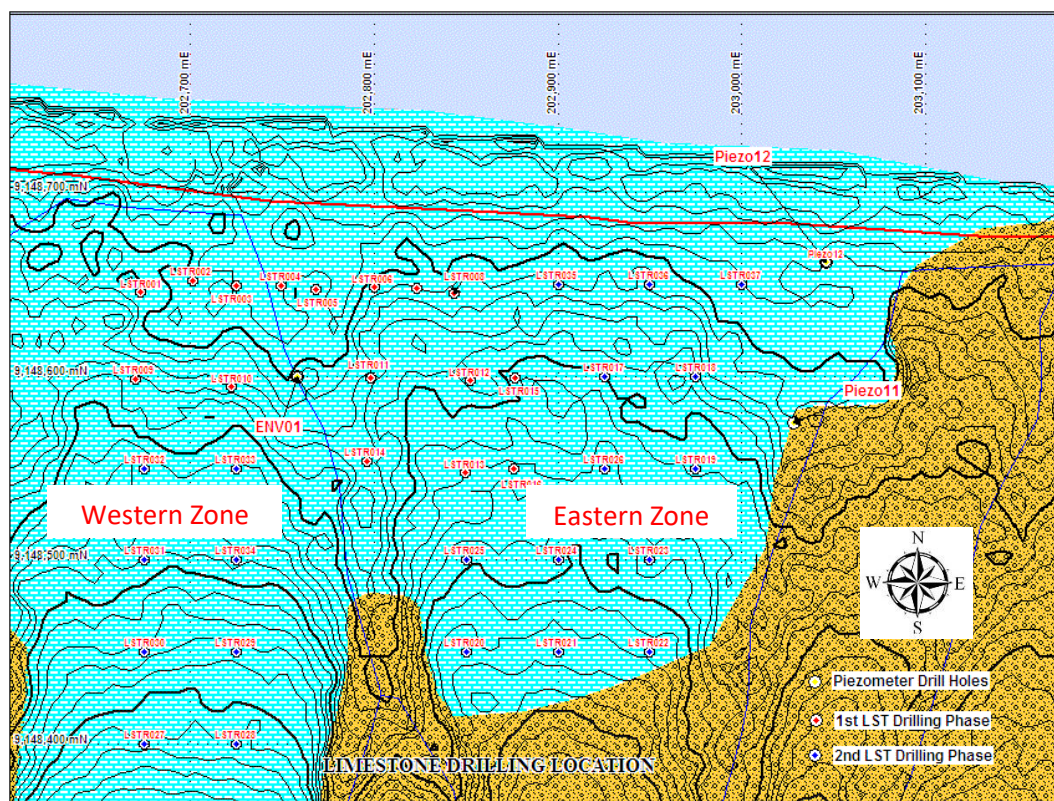 202,700 mE
202,800 mE
202,900 mE
203,000 mE
203,100 mE
Piezo12
9,148,700 mN
Piezo12
LSTR001
LSTR002
LSTR003
LSTR004
LSTR005
LSTR006
LSTR008
LSTR035
LSTR036
LSTR037
9,148,600 mN
LSTR009
LSTR010
LSTR011
LSTR012
LSTR015
LSTR017
LSTR018
Piezo11
ENV01
LSTR032
LSTR033
LSTR014
LSTR013
LSTR026
LSTR019
Western Zone
Eastern Zone
9,148,500 mN
LSTR031
LSTR034
LSTR025
LSTR024
LSTR023
N
W
E
S
LSTR030
LSTR029
LSTR020
LSTR021
LSTR022
Piezometer Drill Holes
1st LST Drilling Phase
2nd LST Drilling Phase
9,148,400 mN
LSTR027
LSTR028
LIMESTONE DRILLING LOCATION